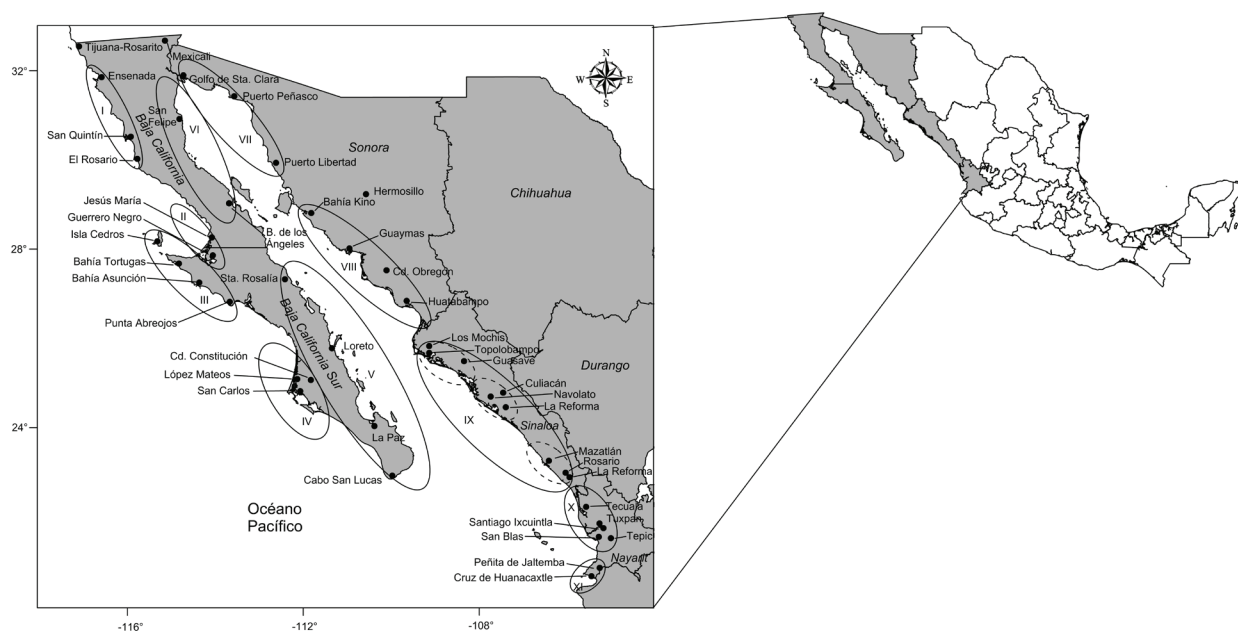 Tijuana-Rosarito
Mexicali
32°
Ensenada
Golfo de Sta. Clara
Puerto Peñasco
N
W
E
S
I
San
Felipe
VI
VII
San Quintín
El Rosario
Baja California
Puerto Libertad
Sonora
Hermosillo
Chihuahua
Jesús María
Guerrero Negro
Isla Cedros
II
Bahía Kino
B. de los
Ángeles
28°
Guaymas
VIII
Bahía Tortugas
Bahía Asunción
Sta. Rosalía
Cd. Obregón
III
Huatabampo
Punta Abreojos
Baja California Sur
Los Mochis
Topolobampo
Guasave
Durango
Loreto
Cd. Constitución
López Mateos
San Carlos
V
Culiacán
Navolato
La Reforma
IV
IX
Sinaloa
24°
La Paz
Mazatlán
Rosario
La Reforma
Cabo San Lucas
Océano
Pacífico
X
Tecuala
Tuxpan
Santiago Ixcuintla
San Blas
Tepic
Nayarit
Peñita de Jaltemba
Cruz de Huanacaxtle
XI
-116°
-112°
-108°